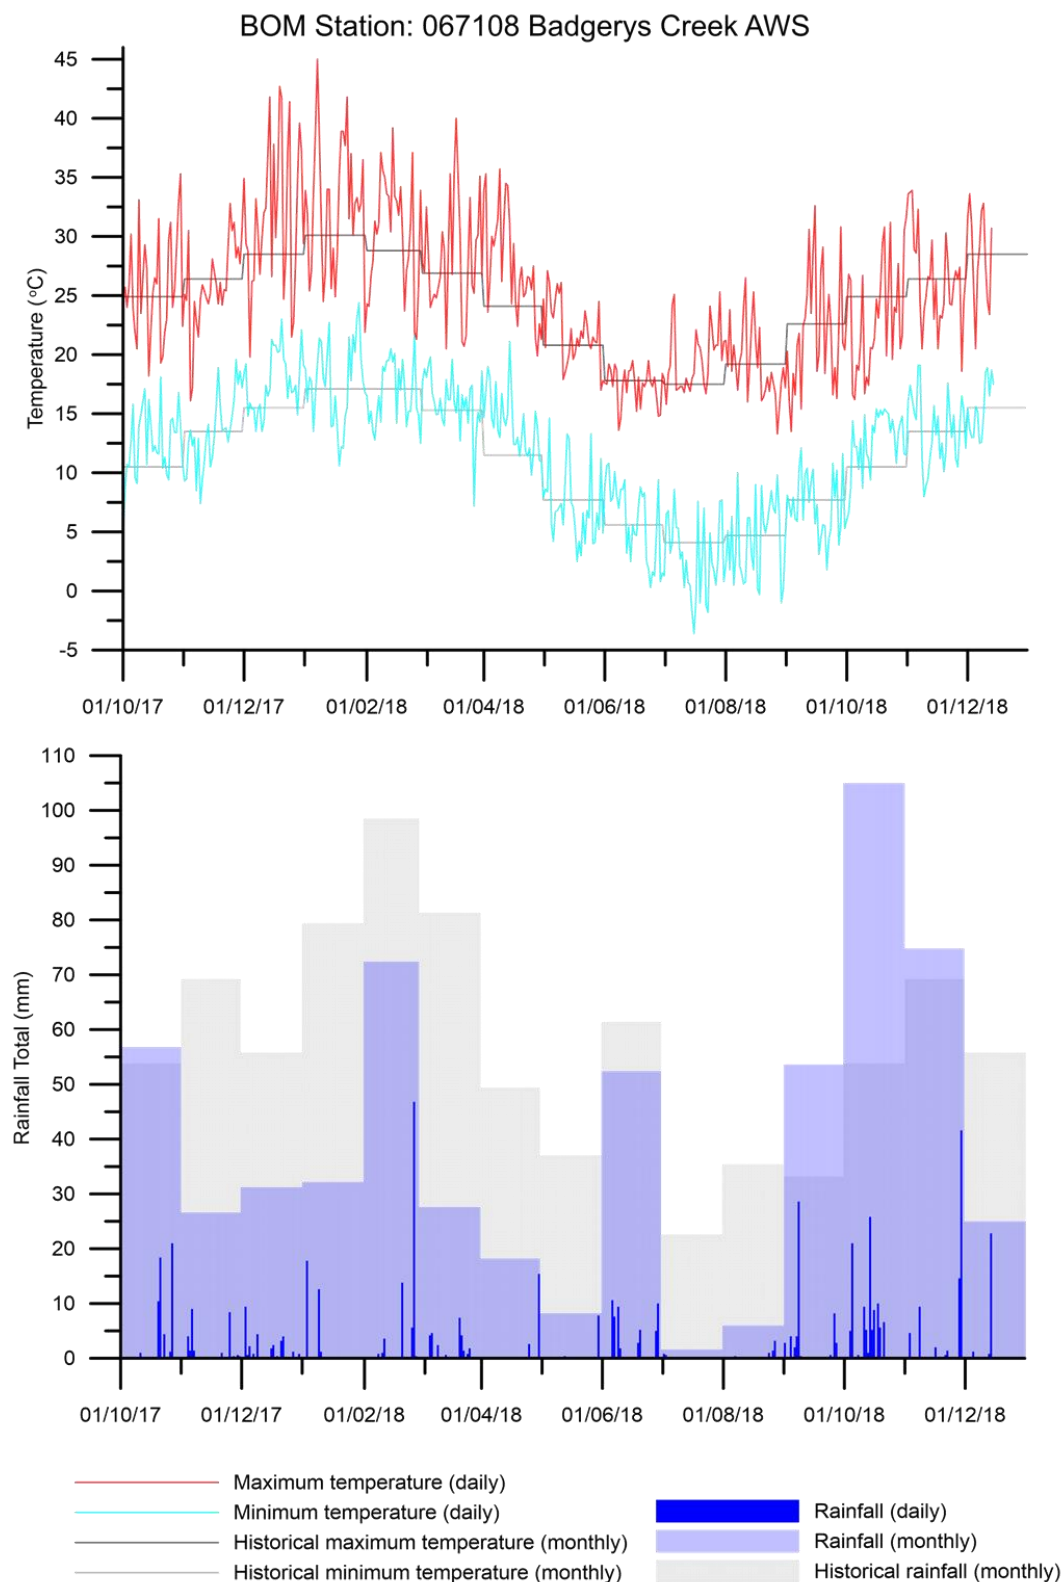 BOM Station: 067108 Badgerys Creek AWS
45
40
35
30
25
20
15
10
5
0
-5
Temperature (°C)
01/10/17 01/12/17 01/02/18 01/04/18 01/06/18 01/08/18 01/10/18 01/12/18
110
100
90
80
70
60
50
40
30
20
10
0
Rainfall Total (mm)
01/10/17 01/12/17 01/02/18 01/04/18 01/06/18 01/08/18 01/10/18 01/12/18
Maximum temperature (daily)
Minimum temperature (daily) Rainfall (daily)
Historical maximum temperature (monthly) Rainfall (monthly)
Historical minimum temperature (monthly) Historical rainfall (monthly)